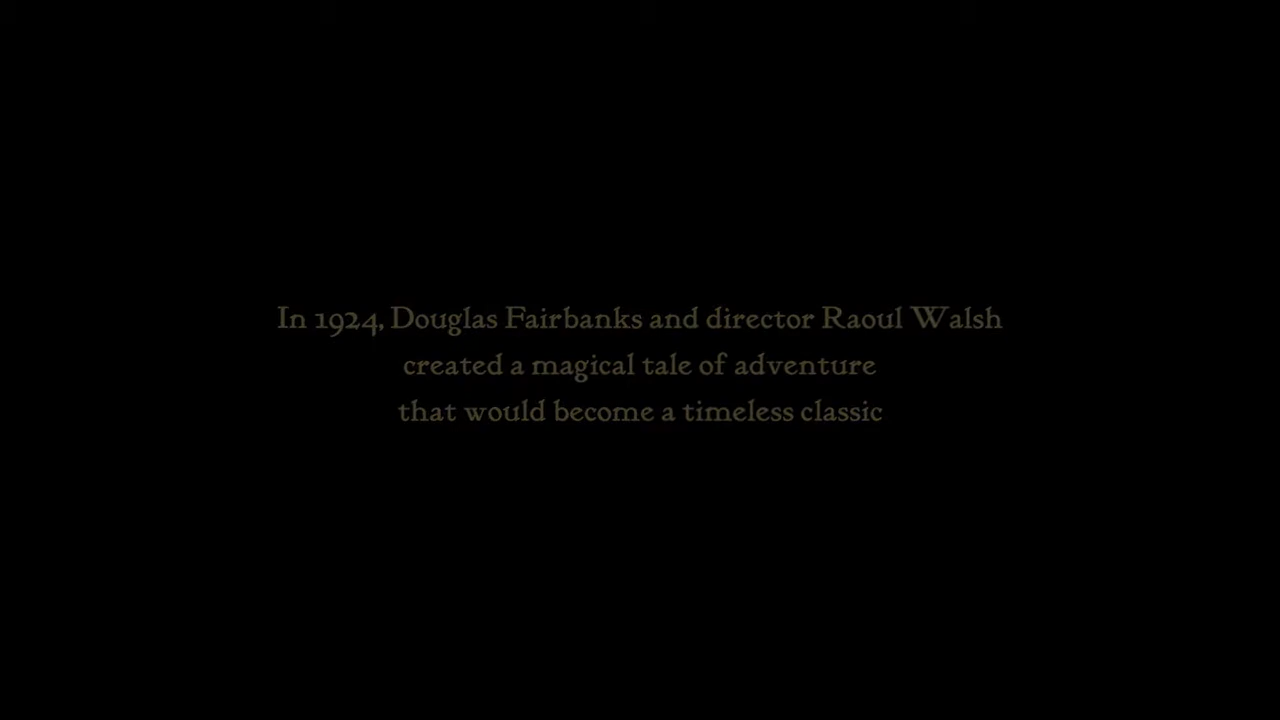 In 1924, Douglas Fairbanks and director Raoul Walsh
created a magical tale of adventure
that would become a timeless classic